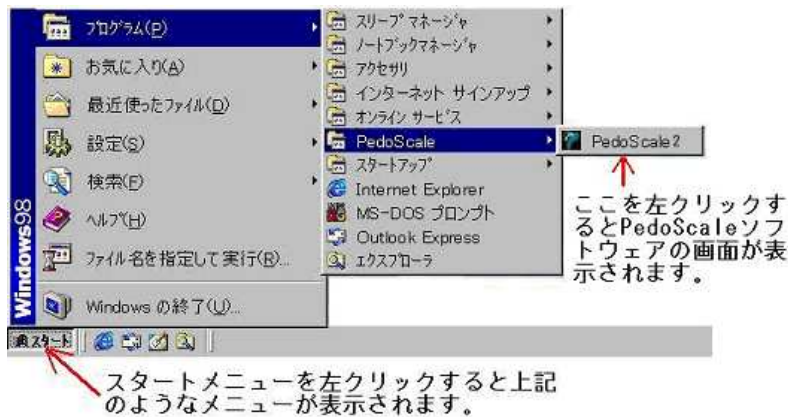 プログラム(P)
お気に入り(A)
最近使ったファイル(D)
設定(S)
検索(F)
ヘルプ(H)
ファイル名を指定して実行(R)...
Windows の終了(U)...
Windows98
スリープ マネージャ
ノートブックマネージャ
アクセサリ
インターネット サインアップ
オンライン サービス
PedoScale
スタートアップ
Internet Explorer
MS-DOS プロンプト
Outlook Express
エクスプローラ
PedoScale2
ここを左クリックす
るとPedoScaleソフ
トウェアの画面が表
示されます。
スタート
スタートメニューを左クリックすると上記
のようなメニューが表示されます。